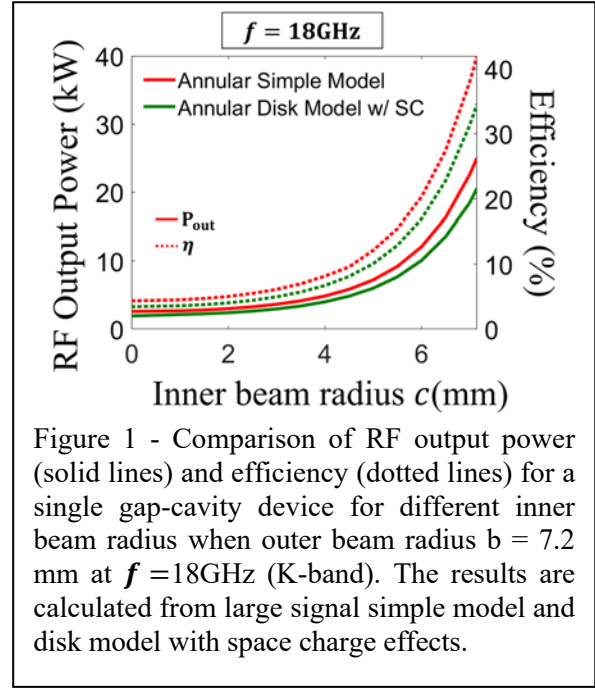 f = 18GHz
RF Output Power (kW)
40
30
20
10
0
Annular Simple Model
Annular Disk Model w/ SC
P_out
η
40
30
20
10
0
Efficiency (%)
0 2 4 6
Inner beam radius c(mm)
Figure 1 - Comparison of RF output power
(solid lines) and efficiency (dotted lines) for a
single gap-cavity device for different inner
beam radius when outer beam radius b = 7.2
mm at f =18GHz (K-band). The results are
calculated from large signal simple model and
disk model with space charge effects.